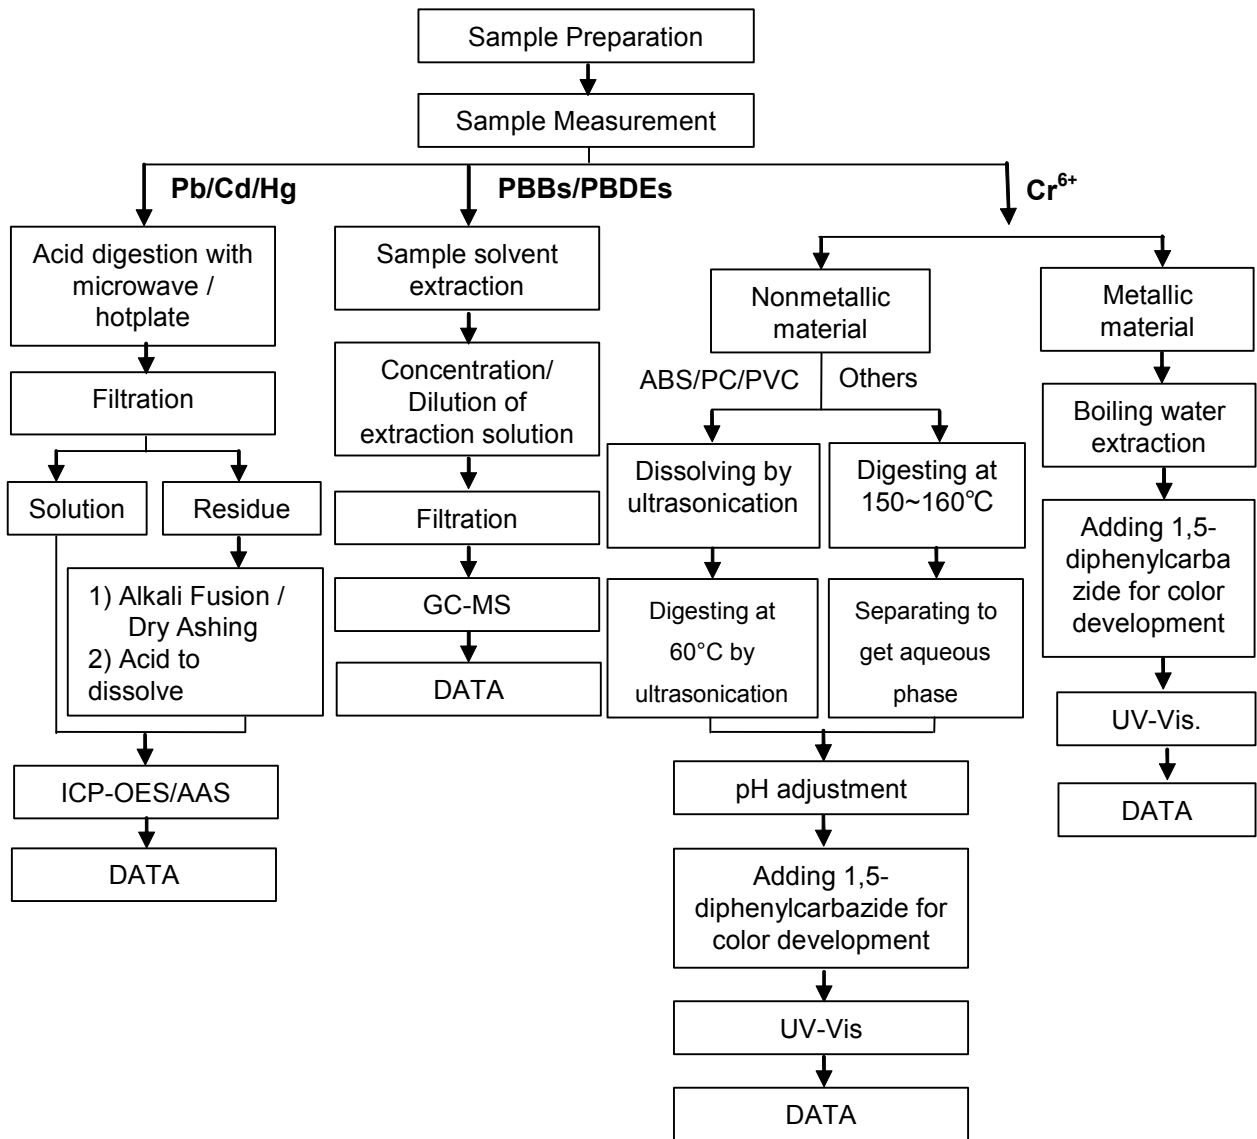 Sample Preparation
Sample Measurement
Pb/Cd/Hg
PBBs/PBDEs
Cr⁶⁺
Acid digestion with
microwave /
hotplate
Filtration
Solution
Residue
1) Alkali Fusion /
Dry Ashing
2) Acid to
dissolve
ICP-OES/AAS
DATA
Sample solvent
extraction
Concentration/
Dilution of
extraction solution
Filtration
GC-MS
DATA
Nonmetallic
material
ABS/PC/PVC
Others
Dissolving by
ultrasonication
Digesting at
60°C by
ultrasonication
Digesting at
150~160℃
Separating to
get aqueous
phase
pH adjustment
Adding 1,5-
diphenylcarbazide for
color development
UV-Vis
DATA
Metallic
material
Boiling water
extraction
Adding 1,5-
diphenylcarba
zide for color
development
UV-Vis.
DATA